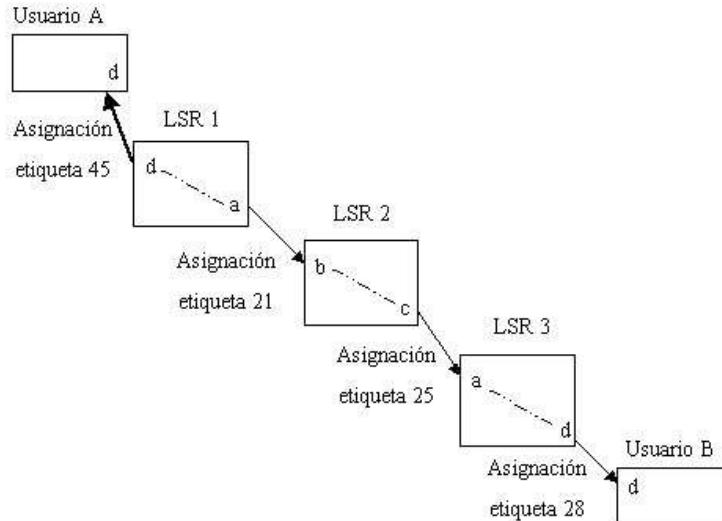 Usuario A
d
Asignación
etiqueta 45
LSR 1
d
a
LSR 2
Asignación
etiqueta 21
b
c
LSR 3
Asignación
etiqueta 25
a
d
Usuario B
Asignación
etiqueta 28
d